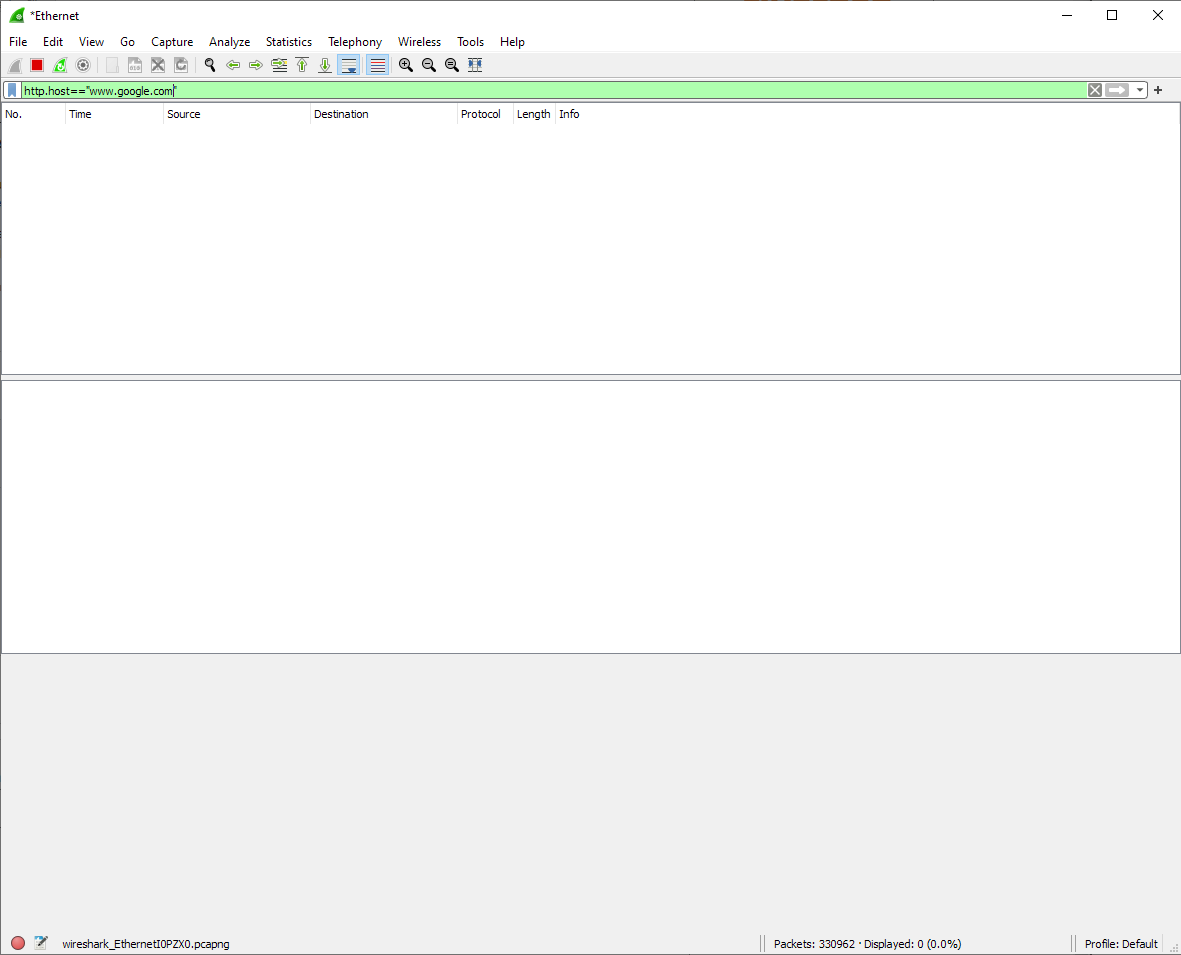 *Ethernet
File Edit View Go Capture Analyze Statistics Telephony Wireless Tools Help
http.host=="www.google.com"
No. Time Source Destination Protocol Length Info
wireshark_EthernetI0PZX0.pcapng Packets: 330962 · Displayed: 0 (0.0%) Profile: Default